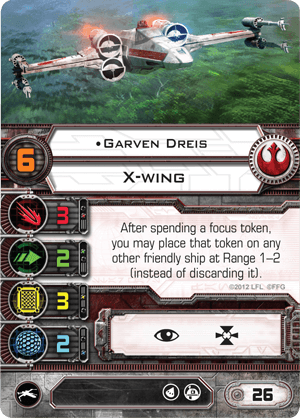 •Garven Dreis
6
X-wing
3
2
3
2
After spending a focus token,
you may place that token on any
other friendly ship at Range 1–2
(instead of discarding it).
©2012 LFL ©FFG
26